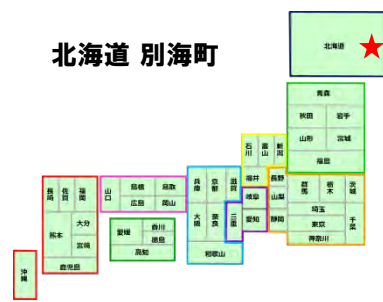 北海道 別海町
北海道
青森
秋田 岩手
山形 宮城
福島
石川 富山 新潟
福井 長野
岐阜 山梨
愛知 静岡
群馬 栃木 茨城
埼玉
東京
神奈川
千葉
兵庫 京都 滋賀
大阪 奈良 三重
和歌山
山口 島根 鳥取
広島 岡山
愛媛 香川
徳島
高知
長崎 佐賀 福岡
熊本 大分
宮崎
鹿児島
沖縄